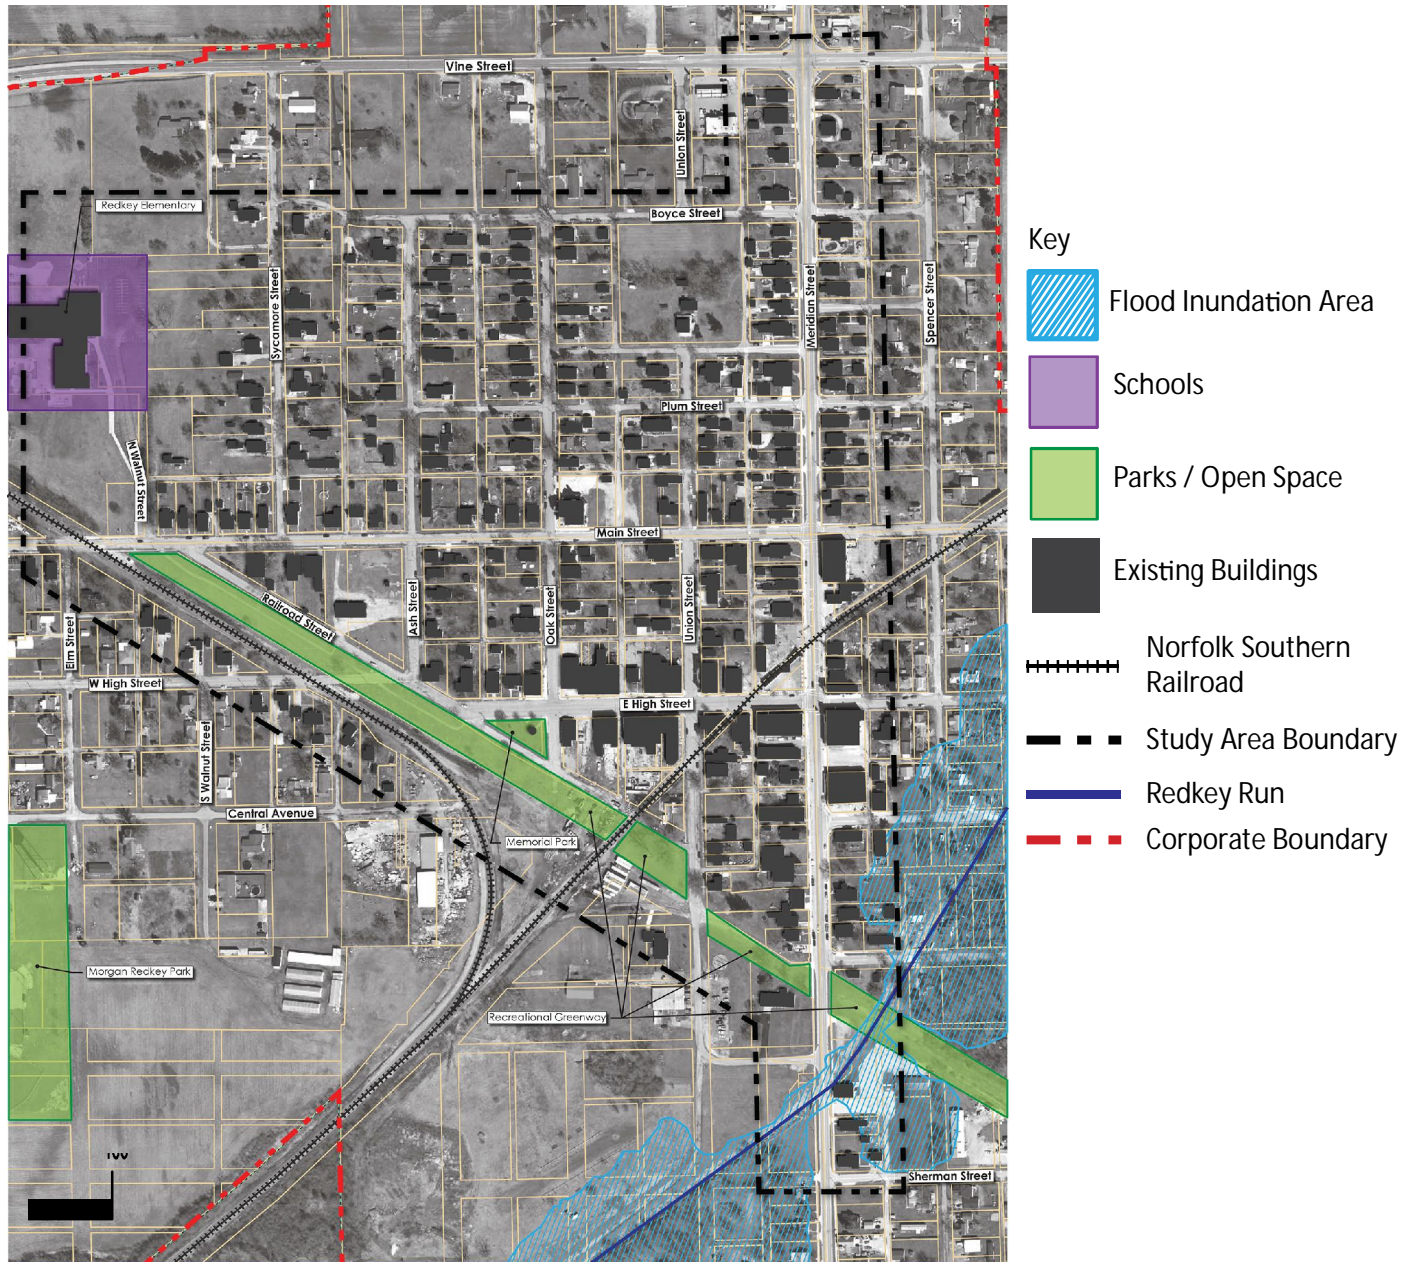 Vine Street
Union Street
Redkey Elementary
Boyce Street
Sycamore Street
Meridian Street
Spencer Street
Plum Street
N Walnut Street
Main Street
Railroad Street
Ash Street
Oak Street
Union Street
Elm Street
W High Street
E High Street
S Walnut Street
Central Avenue
Memorial Park
Morgan Redkey Park
Recreational Greenway
Sherman Street
Key
Flood Inundation Area
Schools
Parks / Open Space
Existing Buildings
Norfolk Southern
Railroad
Study Area Boundary
Redkey Run
Corporate Boundary